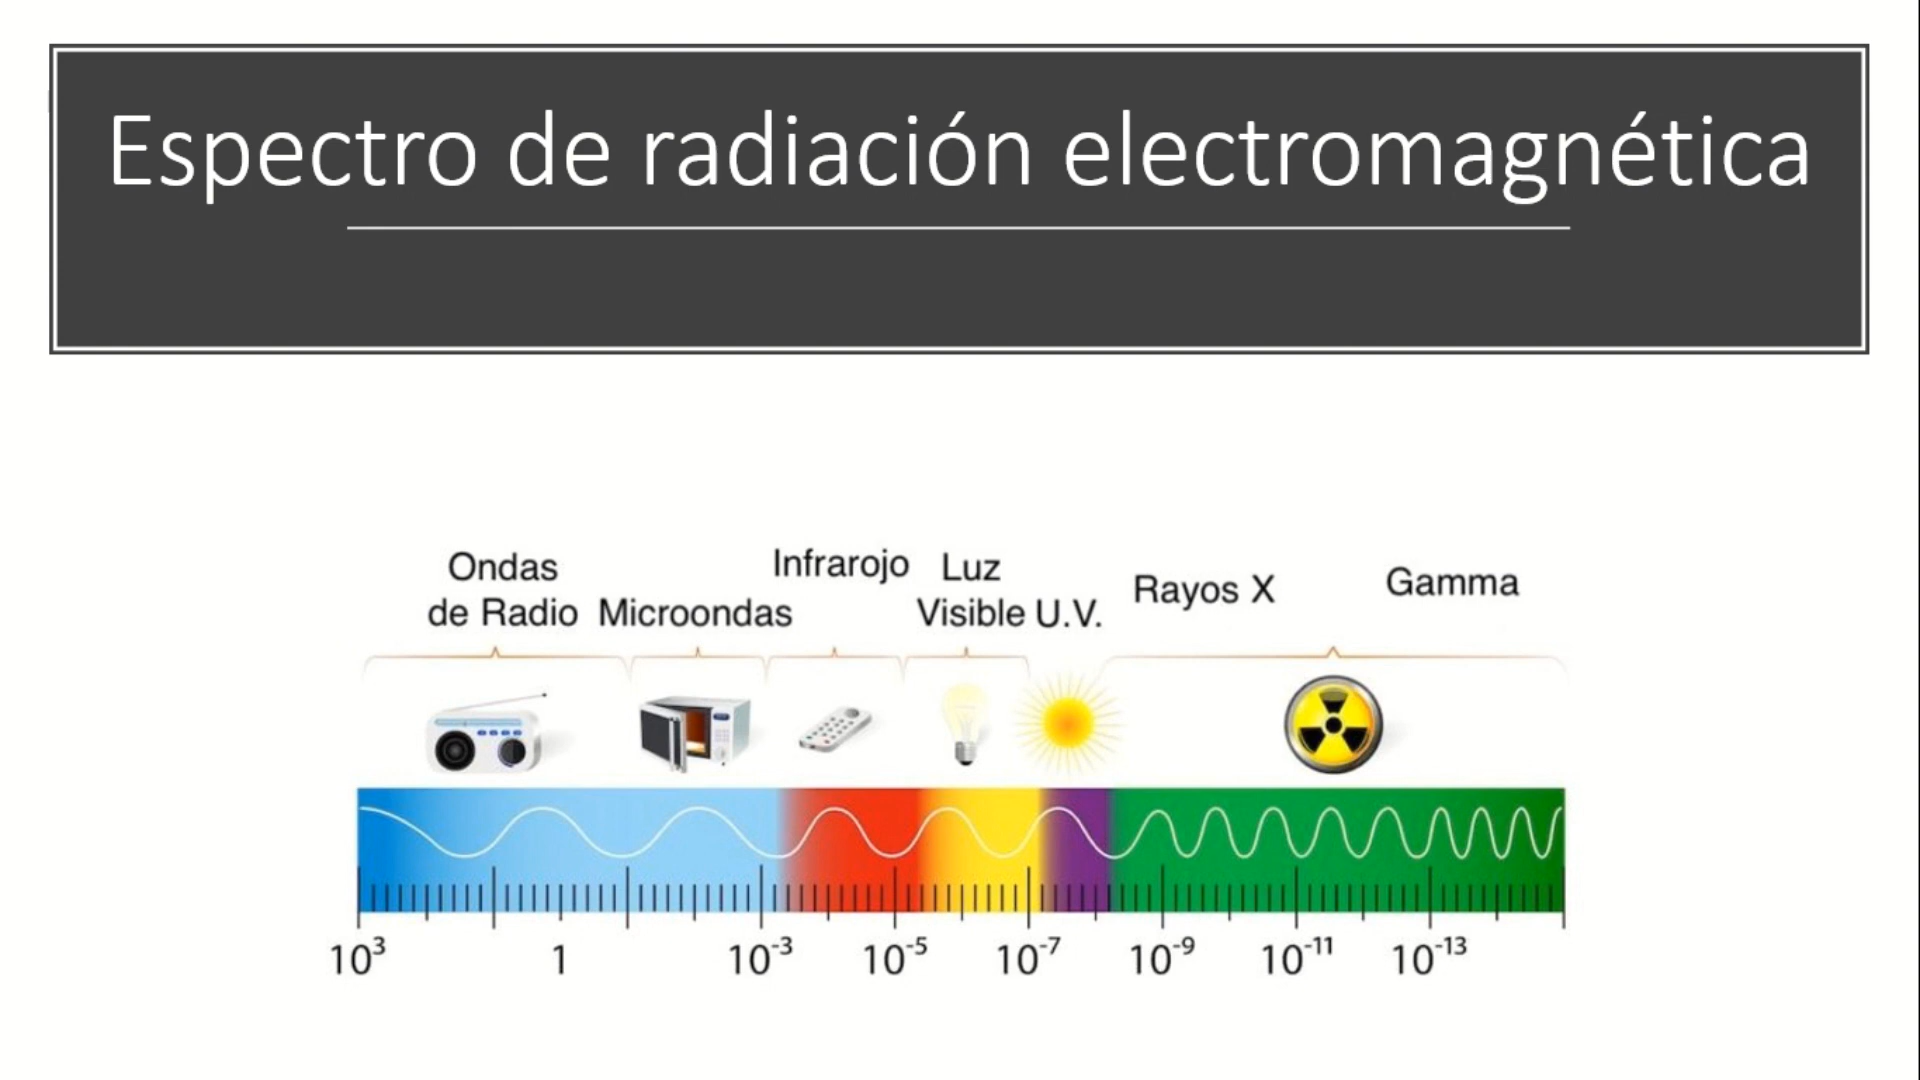 Espectro de radiación electromagnética
Ondas
de Radio
Microondas
Infrarojo
Luz
Visible
U.V.
Rayos X
Gamma
10³ 1 10⁻³ 10⁻⁵ 10⁻⁷ 10⁻⁹ 10⁻¹¹ 10⁻¹³